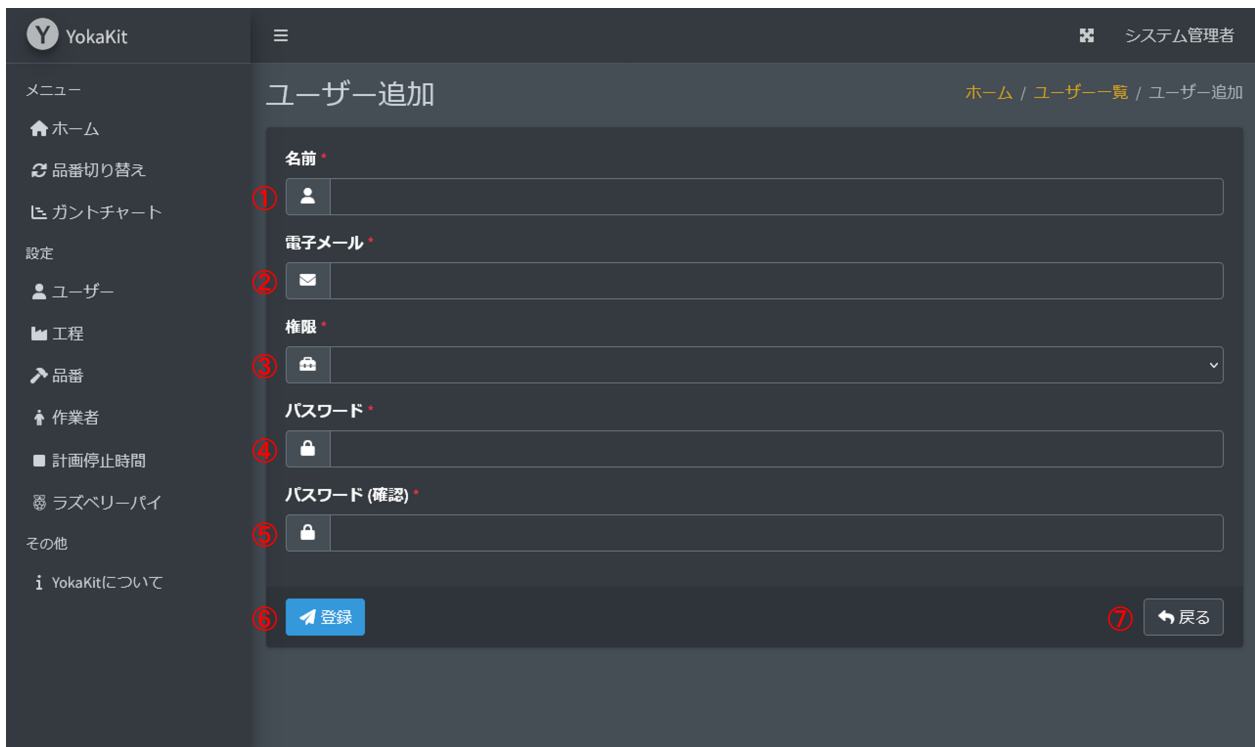 Y YokaKit
システム管理者
メニュー
ホーム
品番切り替え
ガントチャート
設定
ユーザー
工程
品番
作業者
計画停止時間
ラズベリーパイ
その他
YokaKitについて
ユーザー追加
ホーム / ユーザー一覧 / ユーザー追加
名前 *
①
電子メール *
②
権限 *
③
パスワード *
④
パスワード (確認) *
⑤
⑥ 登録
⑦ 戻る